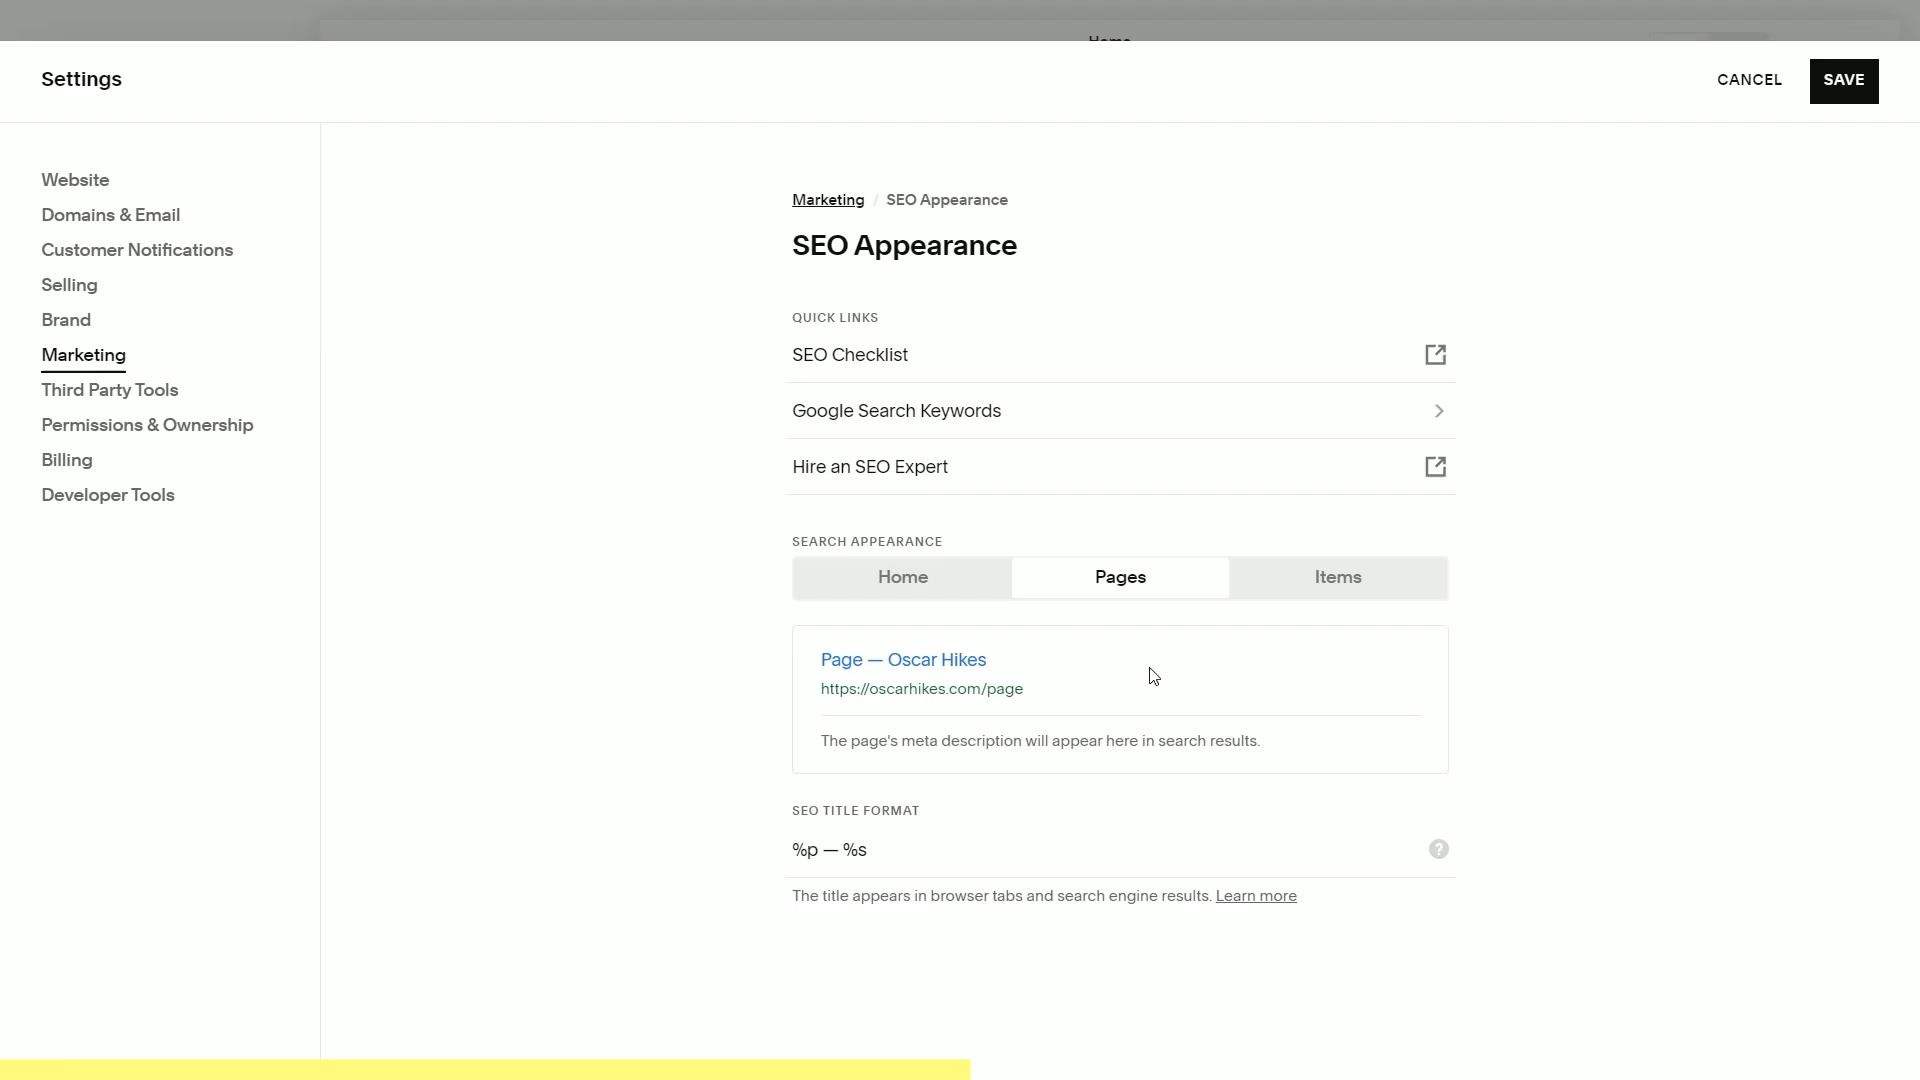 Home
Settings
CANCEL
SAVE
Website
Domains & Email
Customer Notifications
Selling
Brand
Marketing
Third Party Tools
Permissions & Ownership
Billing
Developer Tools
Marketing / SEO Appearance
SEO Appearance
QUICK LINKS
SEO Checklist
Google Search Keywords
Hire an SEO Expert
SEARCH APPEARANCE
Home
Pages
Items
Page — Oscar Hikes
https://oscarhikes.com/page
The page's meta description will appear here in search results.
SEO TITLE FORMAT
%p — %s
?
The title appears in browser tabs and search engine results. Learn more